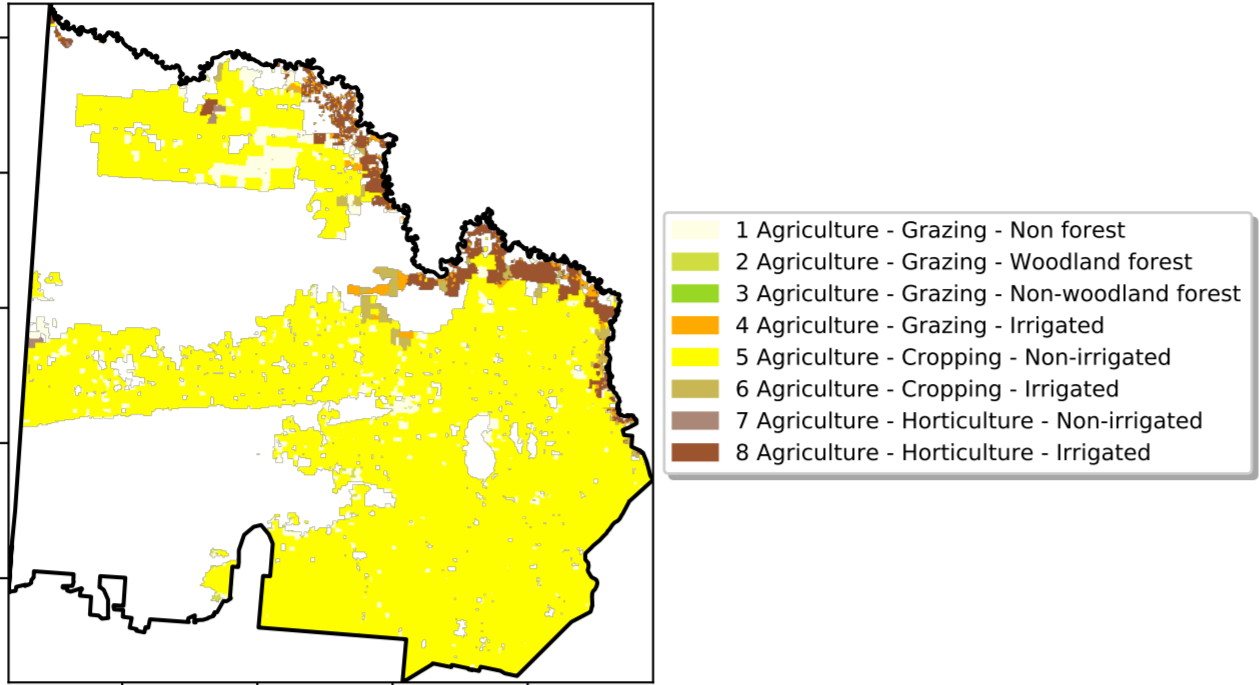 1 Agriculture - Grazing - Non forest
2 Agriculture - Grazing - Woodland forest
3 Agriculture - Grazing - Non-woodland forest
4 Agriculture - Grazing - Irrigated
5 Agriculture - Cropping - Non-irrigated
6 Agriculture - Cropping - Irrigated
7 Agriculture - Horticulture - Non-irrigated
8 Agriculture - Horticulture - Irrigated